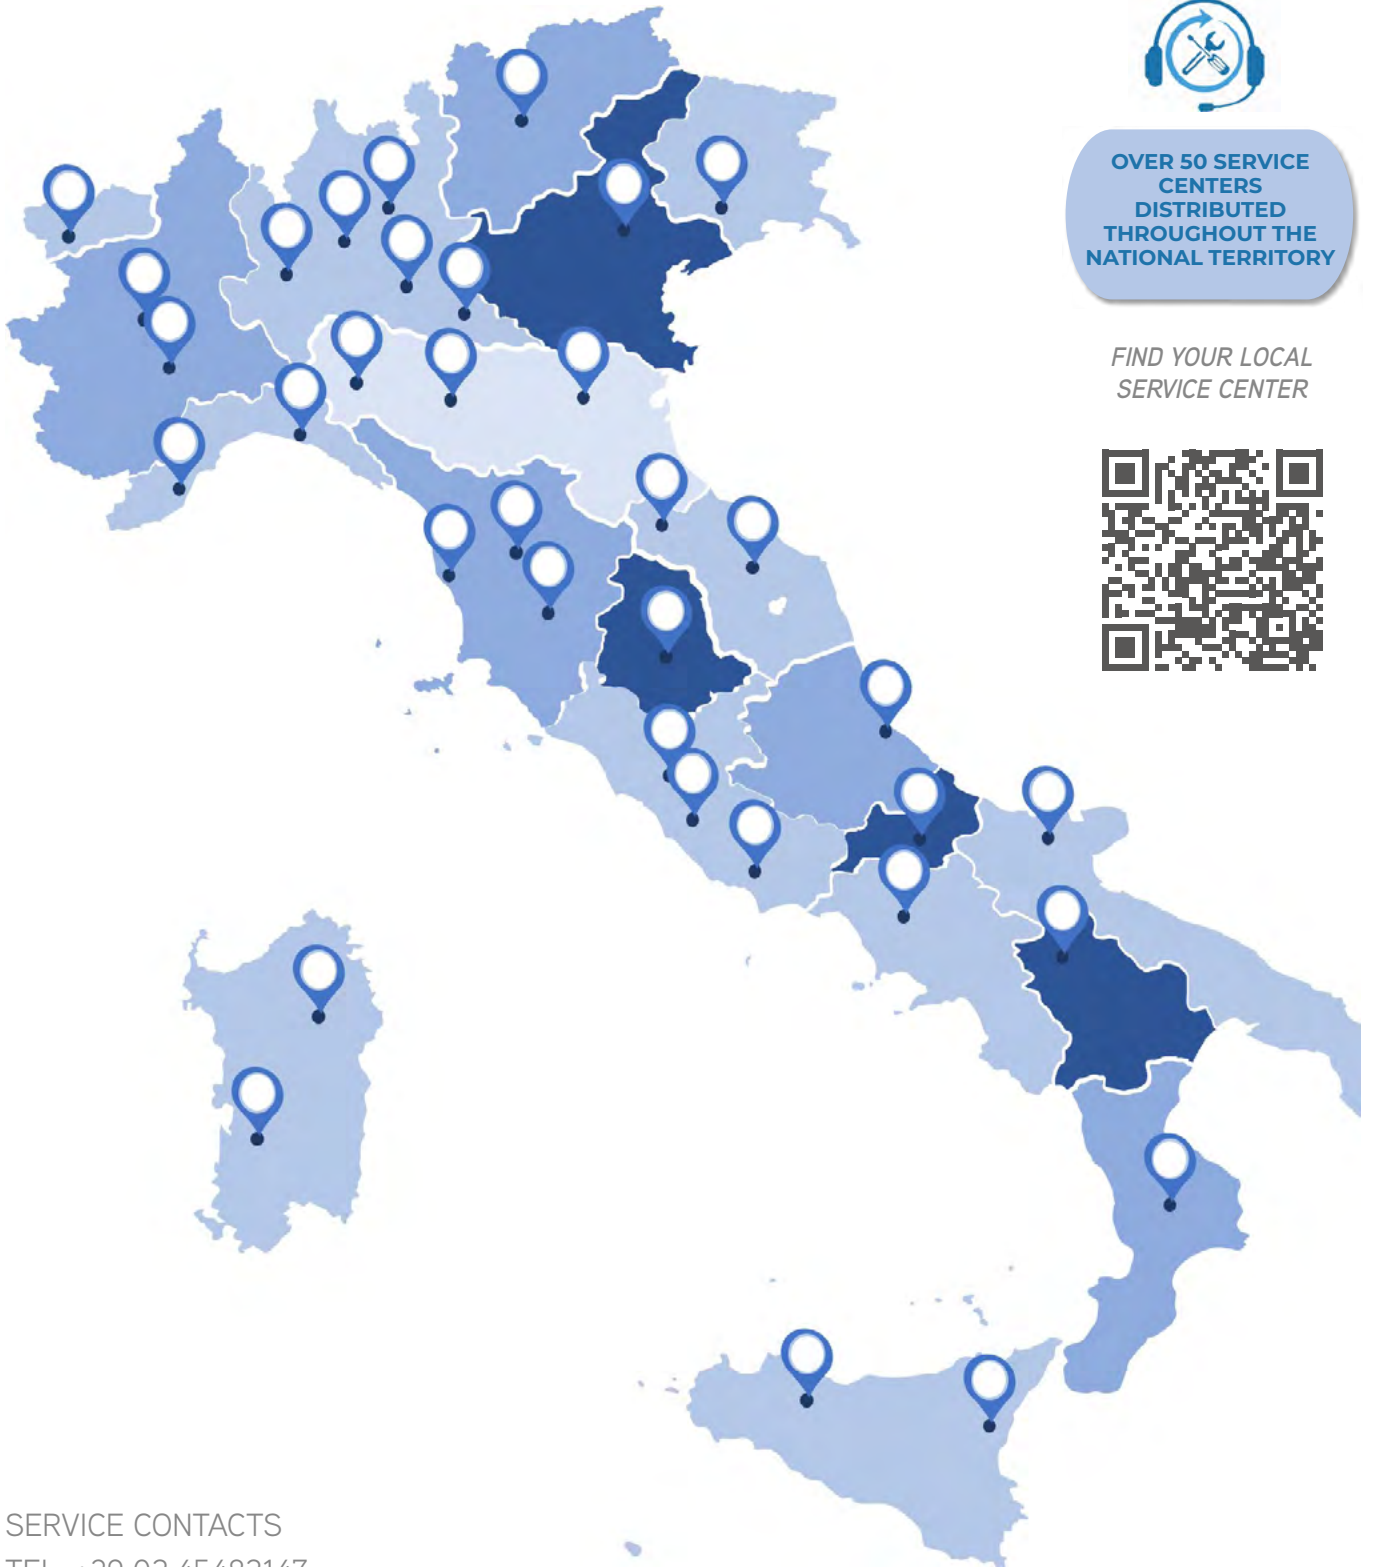 OVER 50 SERVICE
CENTERS
DISTRIBUTED
THROUGHOUT THE
NATIONAL TERRITORY
FIND YOUR LOCAL
SERVICE CENTER
SERVICE CONTACTS